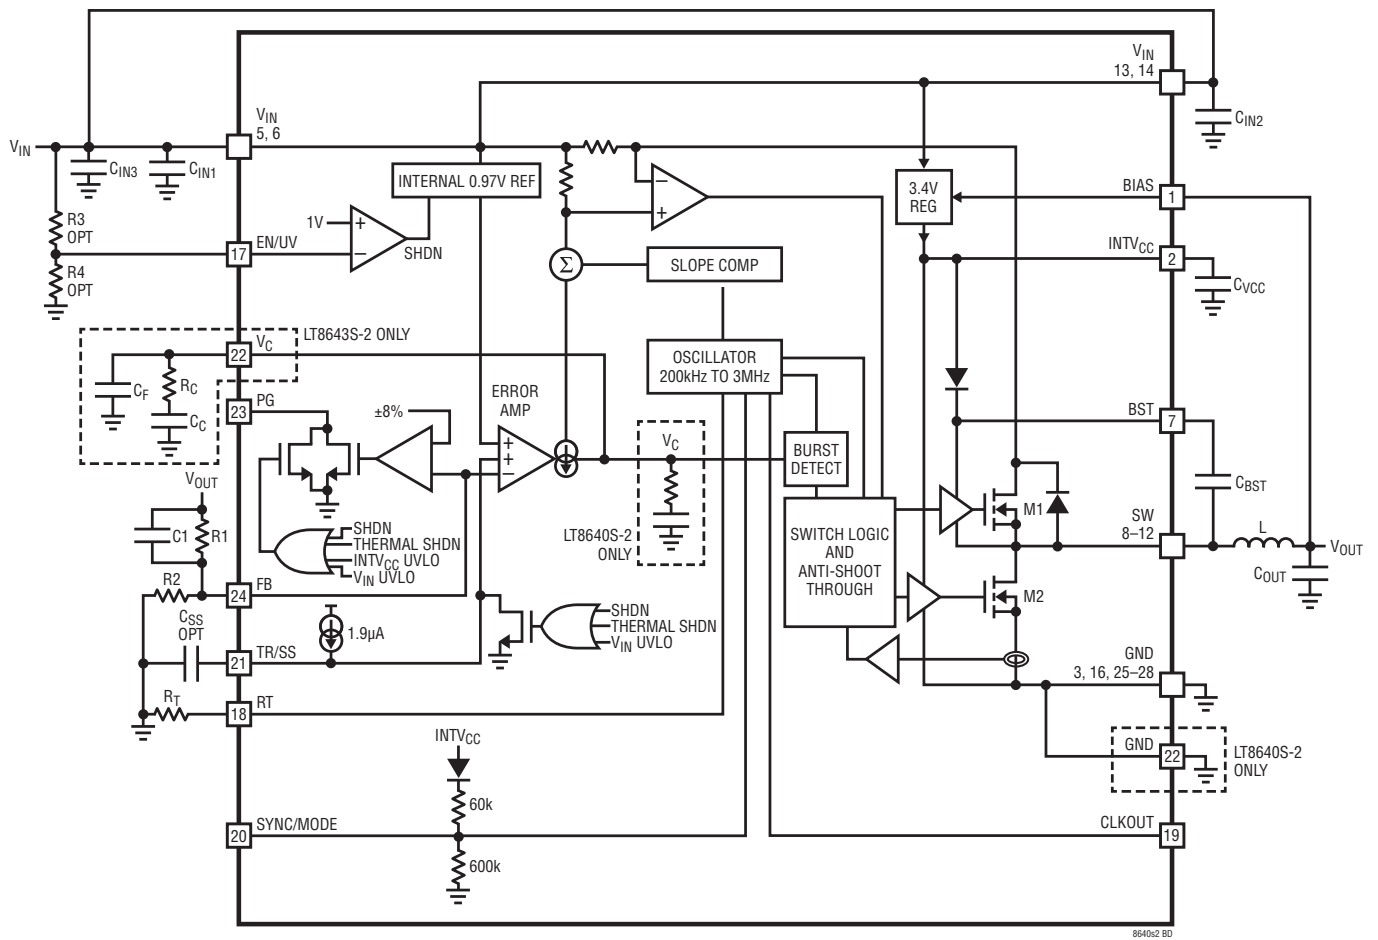 VIN
13, 14
CIN2
VIN
5, 6
VIN
CIN3
CIN1
INTERNAL 0.97V REF
3.4V
REG
BIAS
1
R3
OPT
1V
+
–
SHDN
–
+
EN/UV
17
R4
OPT
Σ
SLOPE COMP
INTVCC
2
CVCC
LT8643S-2 ONLY
VC
22
CF
RC
CC
OSCILLATOR
200kHz TO 3MHz
PG
23
±8%
ERROR
AMP
+
+
–
VC
LT8640S-2
ONLY
BURST
DETECT
BST
7
CBST
M1
SW
8–12
L
VOUT
COUT
VOUT
C1
R1
SHDN
THERMAL SHDN
INTVCC UVLO
VIN UVLO
SWITCH LOGIC
AND
ANTI-SHOOT
THROUGH
M2
R2
FB
24
CSS
OPT
1.9µA
SHDN
THERMAL SHDN
VIN UVLO
TR/SS
21
GND
3, 16, 25–28
RT
RT
18
INTVCC
GND
22
LT8640S-2
ONLY
60k
SYNC/MODE
20
600k
CLKOUT
19
8640s2 BD